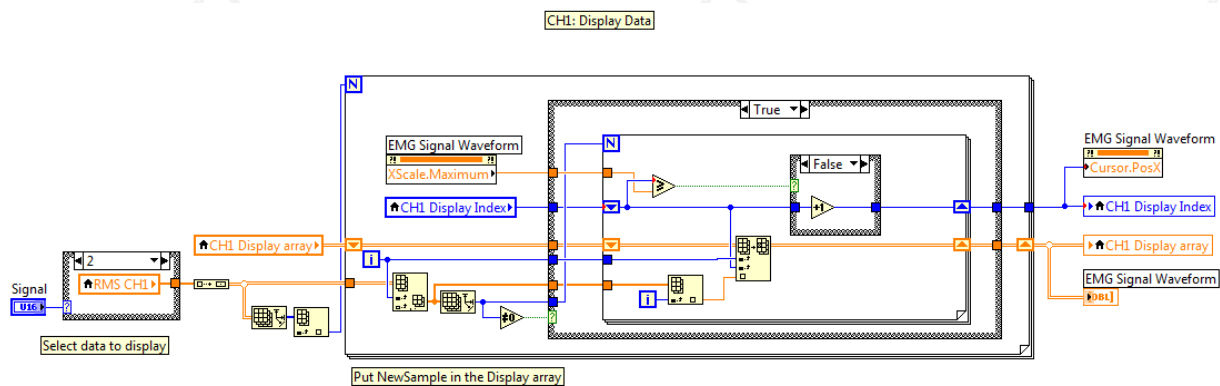 CH1: Display Data
N
True
EMG Signal Waveform
XScale.Maximum
N
False
EMG Signal Waveform
Cursor.PosX
CH1 Display Index
+1
CH1 Display Index
CH1 Display array
CH1 Display array
2
i
RMS CH1
EMG Signal Waveform
DBL]
Signal
U16
?
i
≠0
?
?
Select data to display
Put NewSample in the Display array